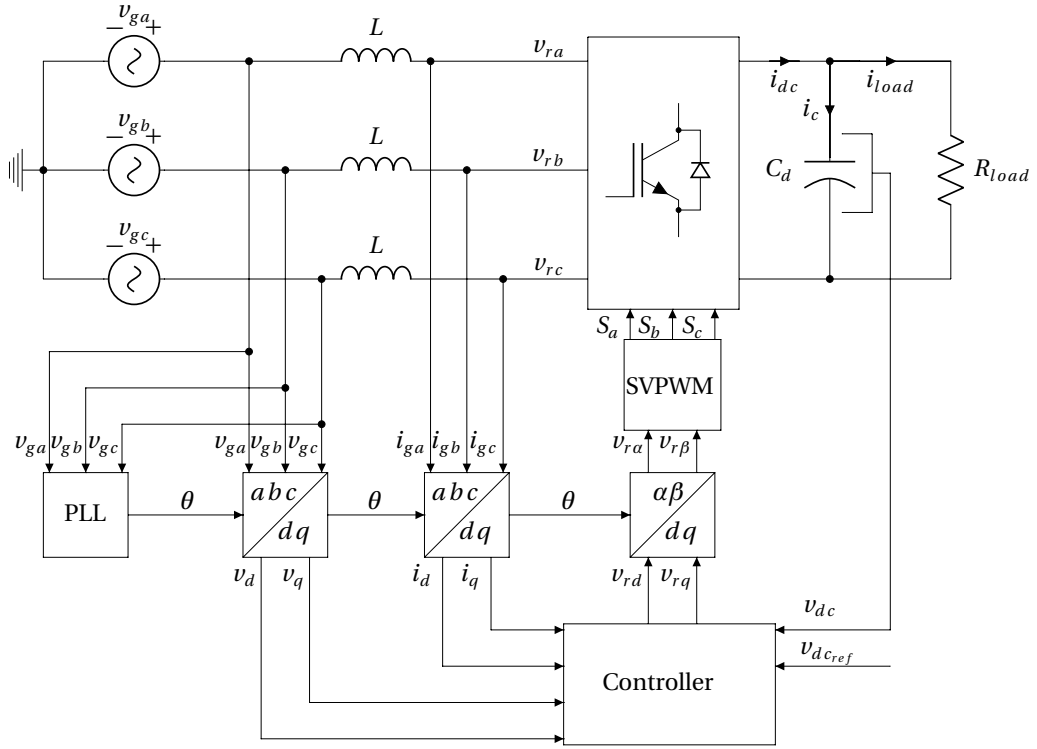 − v_ga +
L
v_ra
i_dc
i_load
− v_gb +
L
v_rb
i_c
C_d
R_load
− v_gc +
L
v_rc
S_a S_b S_c
SVPWM
v_ga v_gb v_gc
v_ga v_gb v_gc
i_ga i_gb i_gc
v_rα v_rβ
PLL
θ
abc
dq
θ
abc
dq
θ
αβ
dq
v_d v_q
i_d i_q
v_rd v_rq
v_dc
v_dc_ref
Controller